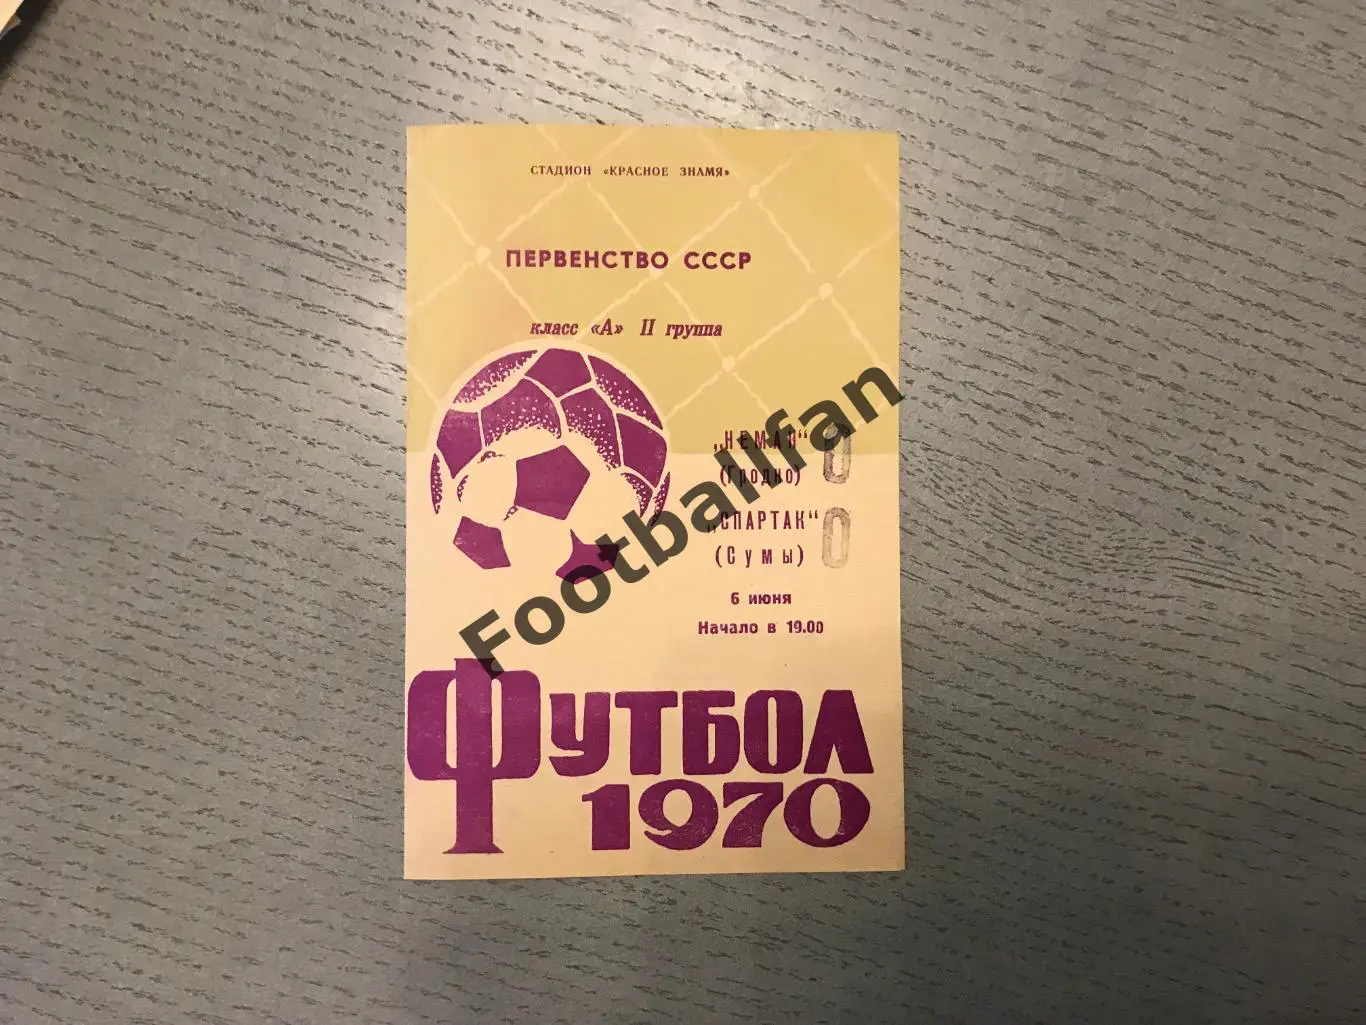 СТАДИОН «КРАСНОЕ ЗНАМЯ»
ПЕРВЕНСТВО СССР
класс «А» II группа
„НЕМАН“ 0
(Гродно)
„СПАРТАК“ 0
(Сумы)
6 июня
Начало в 19.00
ФУТБОЛ
1970
Footballfan